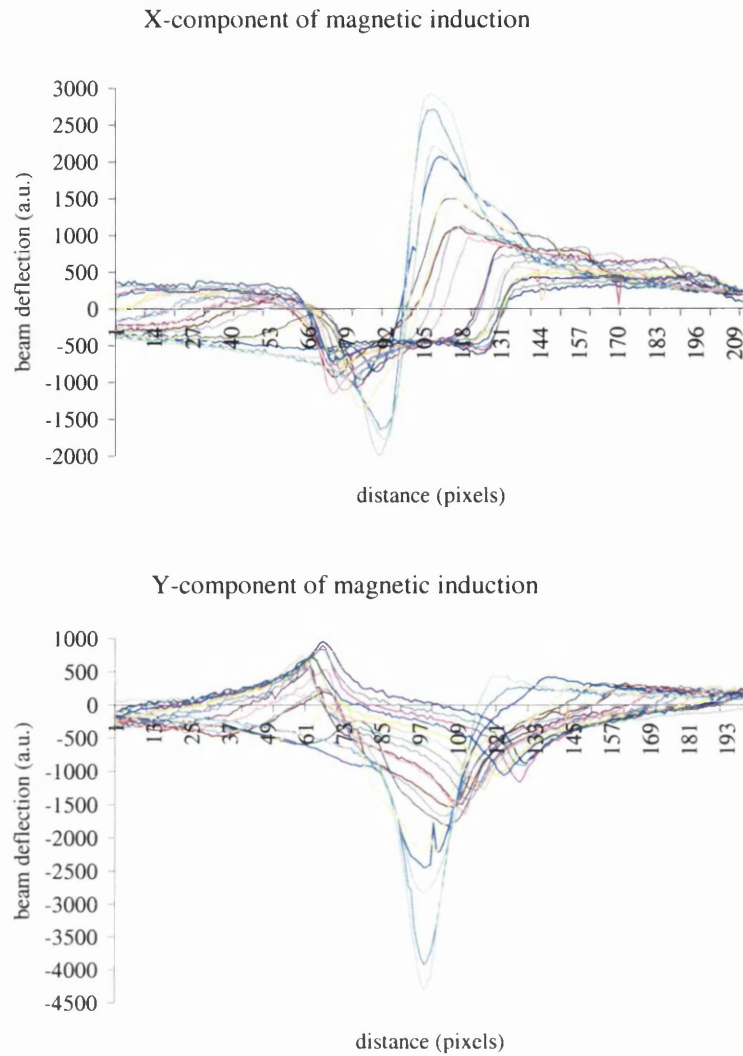 X-component of magnetic induction
3000
2500
2000
1500
1000
500
0
-500
-1000
-1500
-2000
beam deflection (a.u.)
1 14 27 40 53 66 79 92 105 118 131 144 157 170 183 196 209
distance (pixels)
Y-component of magnetic induction
1000
500
0
-500
-1000
-1500
-2000
-2500
-3000
-3500
-4000
-4500
beam deflection (a.u.)
1 13 25 37 49 61 73 85 97 109 121 133 145 157 169 181 193
distance (pixels)